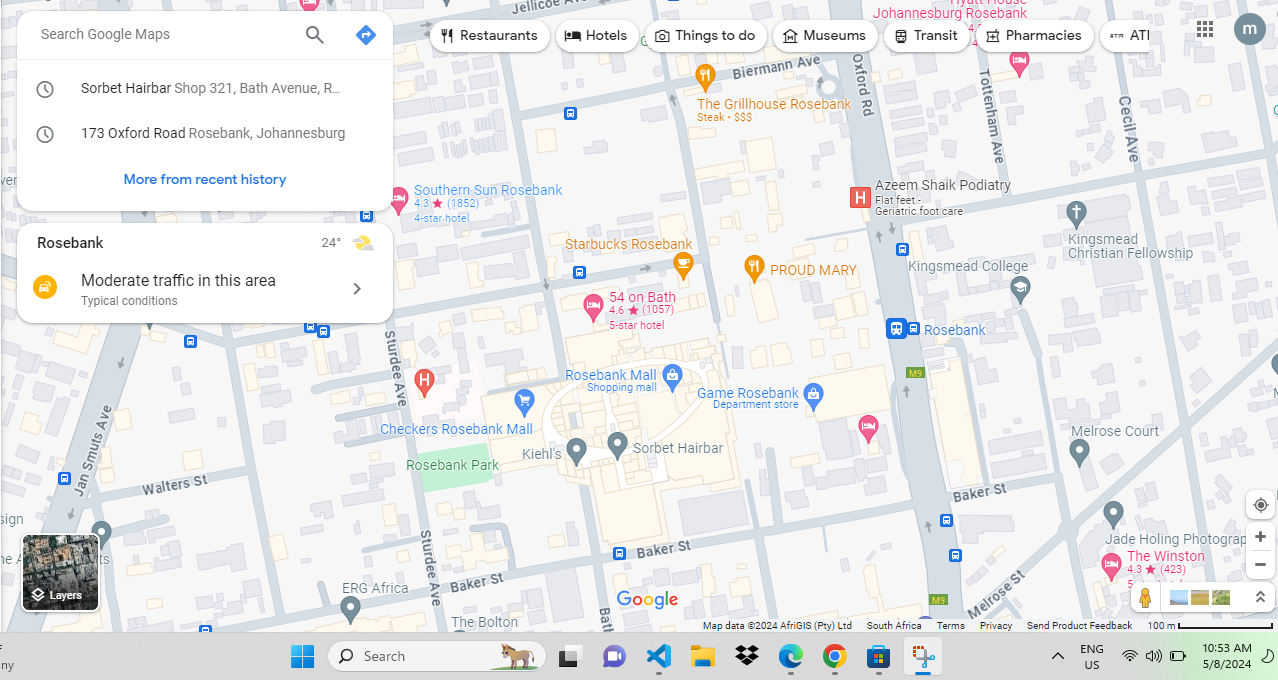 Search Google Maps
Sorbet Hairbar Shop 321, Bath Avenue, R...
173 Oxford Road Rosebank, Johannesburg
More from recent history
Rosebank
24°
Moderate traffic in this area
Typical conditions
Restaurants
Hotels
Things to do
Museums
Transit
Pharmacies
ATM
m
Jellicoe Ave
Johannesburg Rosebank
Biermann Ave
Oxford Rd
Tottenham Ave
Cecil Ave
The Grillhouse Rosebank
Steak • $$$
Southern Sun Rosebank
4.3 ★ (1852)
4-star hotel
H
Azeem Shaik Podiatry
Flat feet -
Geriatric foot care
Kingsmead
Christian Fellowship
Starbucks Rosebank
PROUD MARY
Kingsmead College
54 on Bath
4.6 ★ (1057)
5-star hotel
Rosebank
Sturdee Ave
H
Rosebank Mall
Shopping mall
M9
Game Rosebank
Department store
Checkers Rosebank Mall
Jan Smuts Ave
Melrose Court
Rosebank Park
Kiehl's
Sorbet Hairbar
Walters St
Baker St
sign
Jade Holing Photograp
Sturdee Ave
Baker St
The Winston
4.3 ★ (423)
Baker St
ERG Africa
Melrose St
Layers
Google
M9
Bath
The Bolton
Map data ©2024 AfriGIS (Pty) Ltd
South Africa
Terms
Privacy
Send Product Feedback
100 m
ny
Search
ENG
US
10:53 AM
5/8/2024